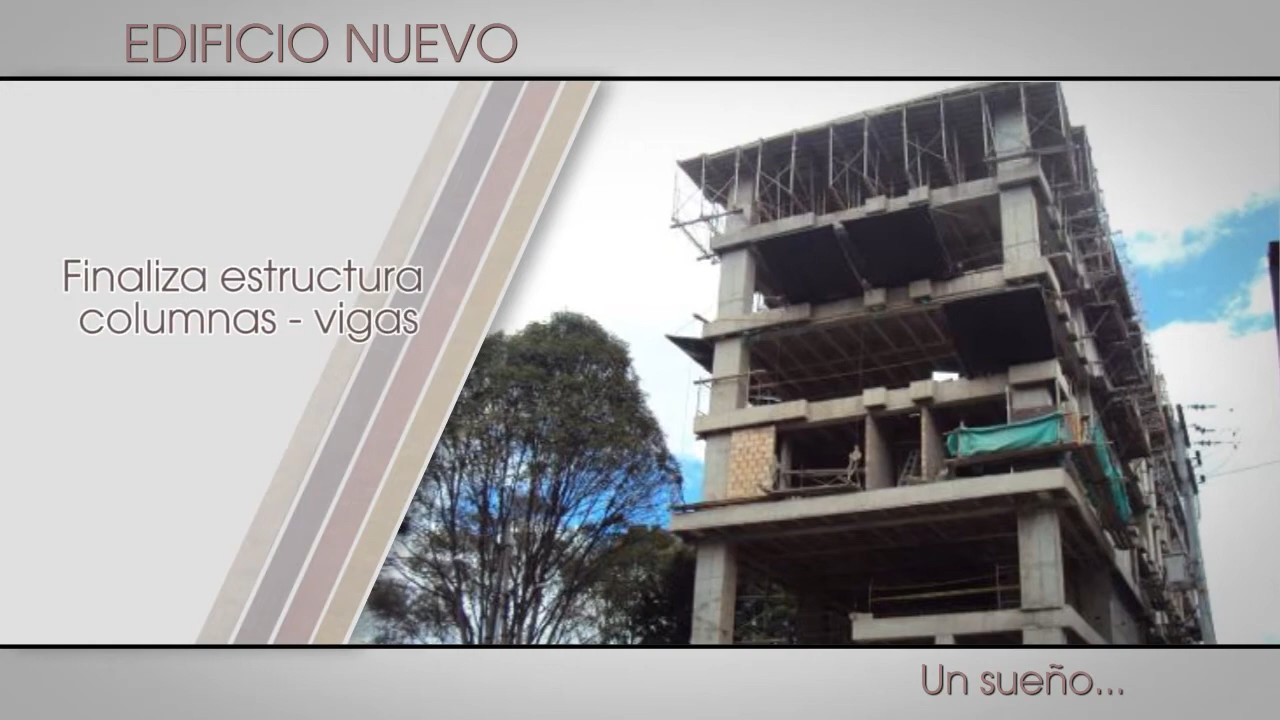 EDIFICIO NUEVO
Finaliza estructura
columnas - vigas
Un sueño...